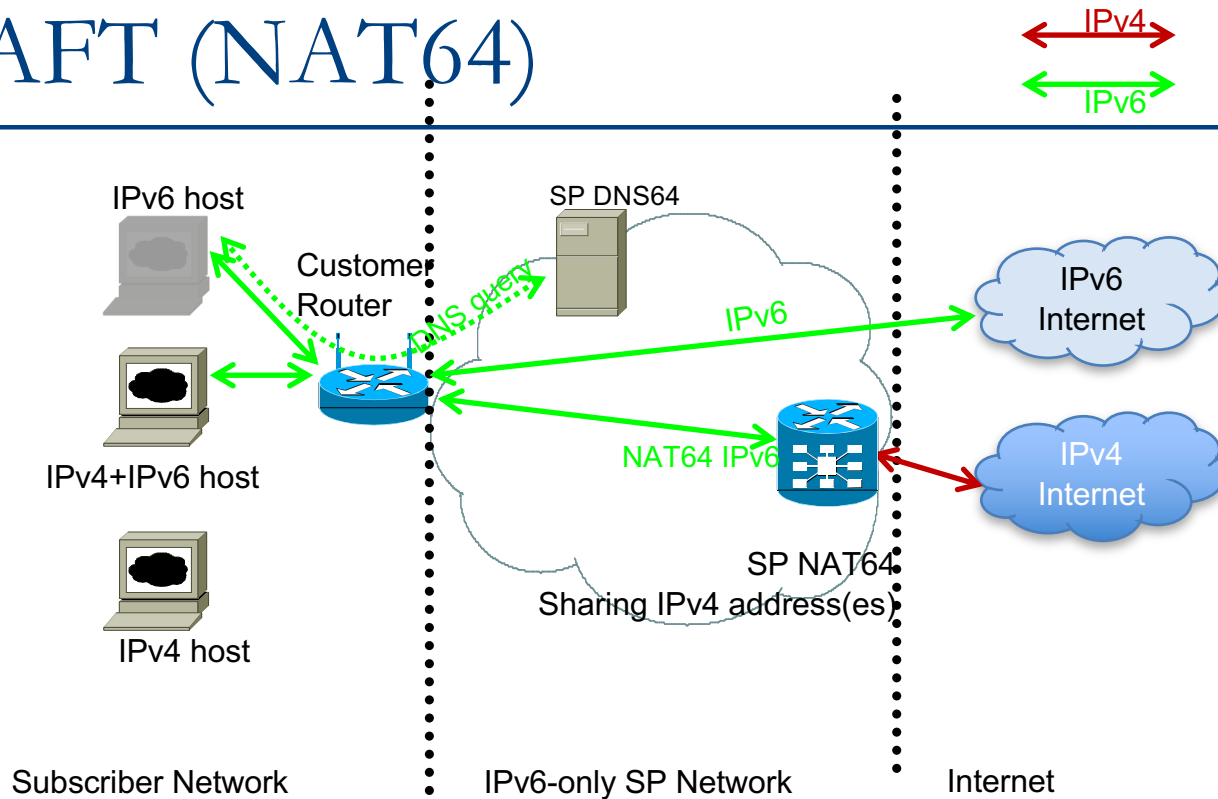 AFT (NAT64)
IPv4
IPv6
IPv6 host
SP DNS64
Customer
Router
DNS query
IPv6
IPv6
Internet
NAT64 IPv6
IPv4
Internet
IPv4+IPv6 host
SP NAT64
Sharing IPv4 address(es)
IPv4 host
Subscriber Network
IPv6-only SP Network
Internet